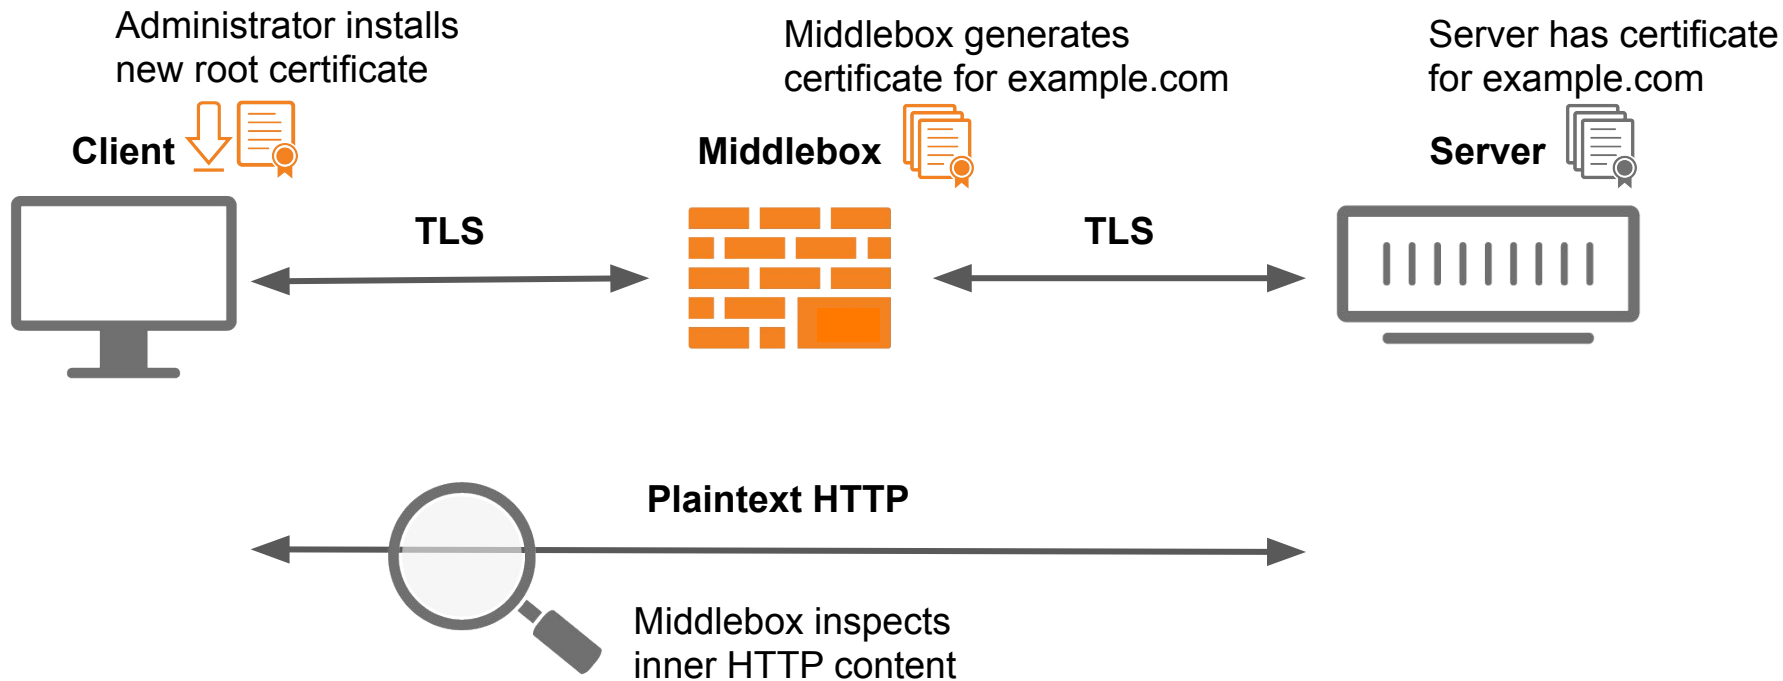 Administrator installs
new root certificate
Client
Middlebox generates
certificate for example.com
Middlebox
Server has certificate
for example.com
Server
TLS
TLS
Plaintext HTTP
Middlebox inspects
inner HTTP content